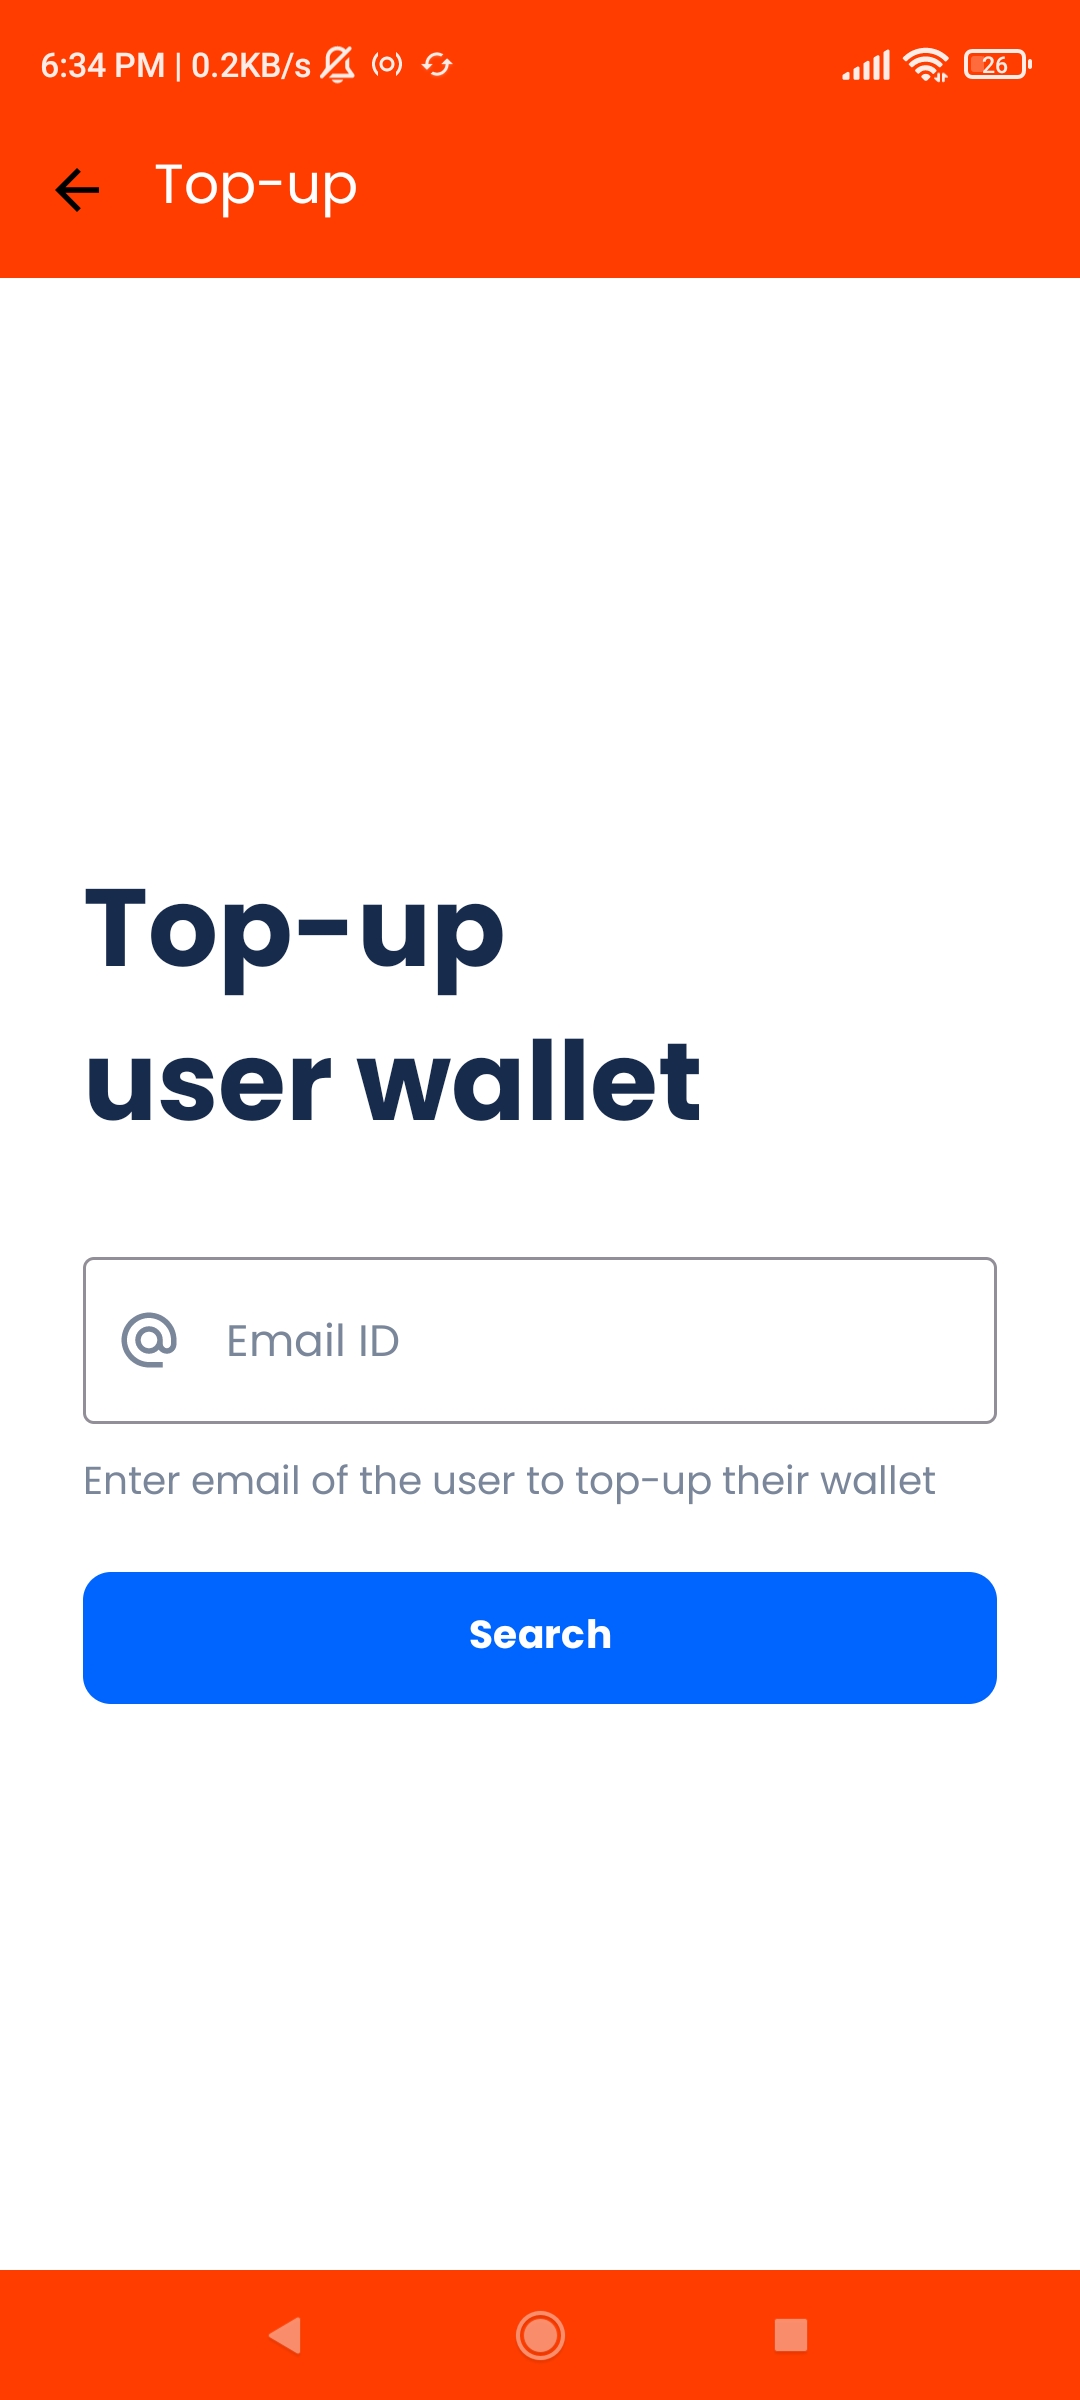 6:34 PM | 0.2KB/s
26
Top-up
Top-up
user wallet
Email ID
Enter email of the user to top-up their wallet
Search